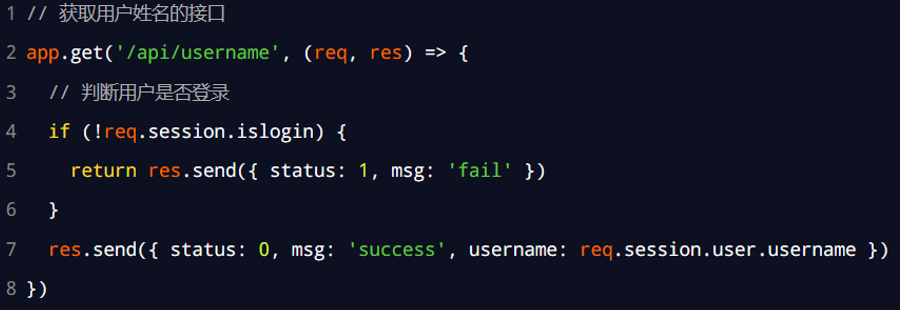 1 // 获取用户姓名的接口
2 app.get('/api/username', (req, res) => {
3 // 判断用户是否登录
4 if (!req.session.islogin) {
5 return res.send({ status: 1, msg: 'fail' })
6 }
7 res.send({ status: 0, msg: 'success', username: req.session.user.username })
8 })